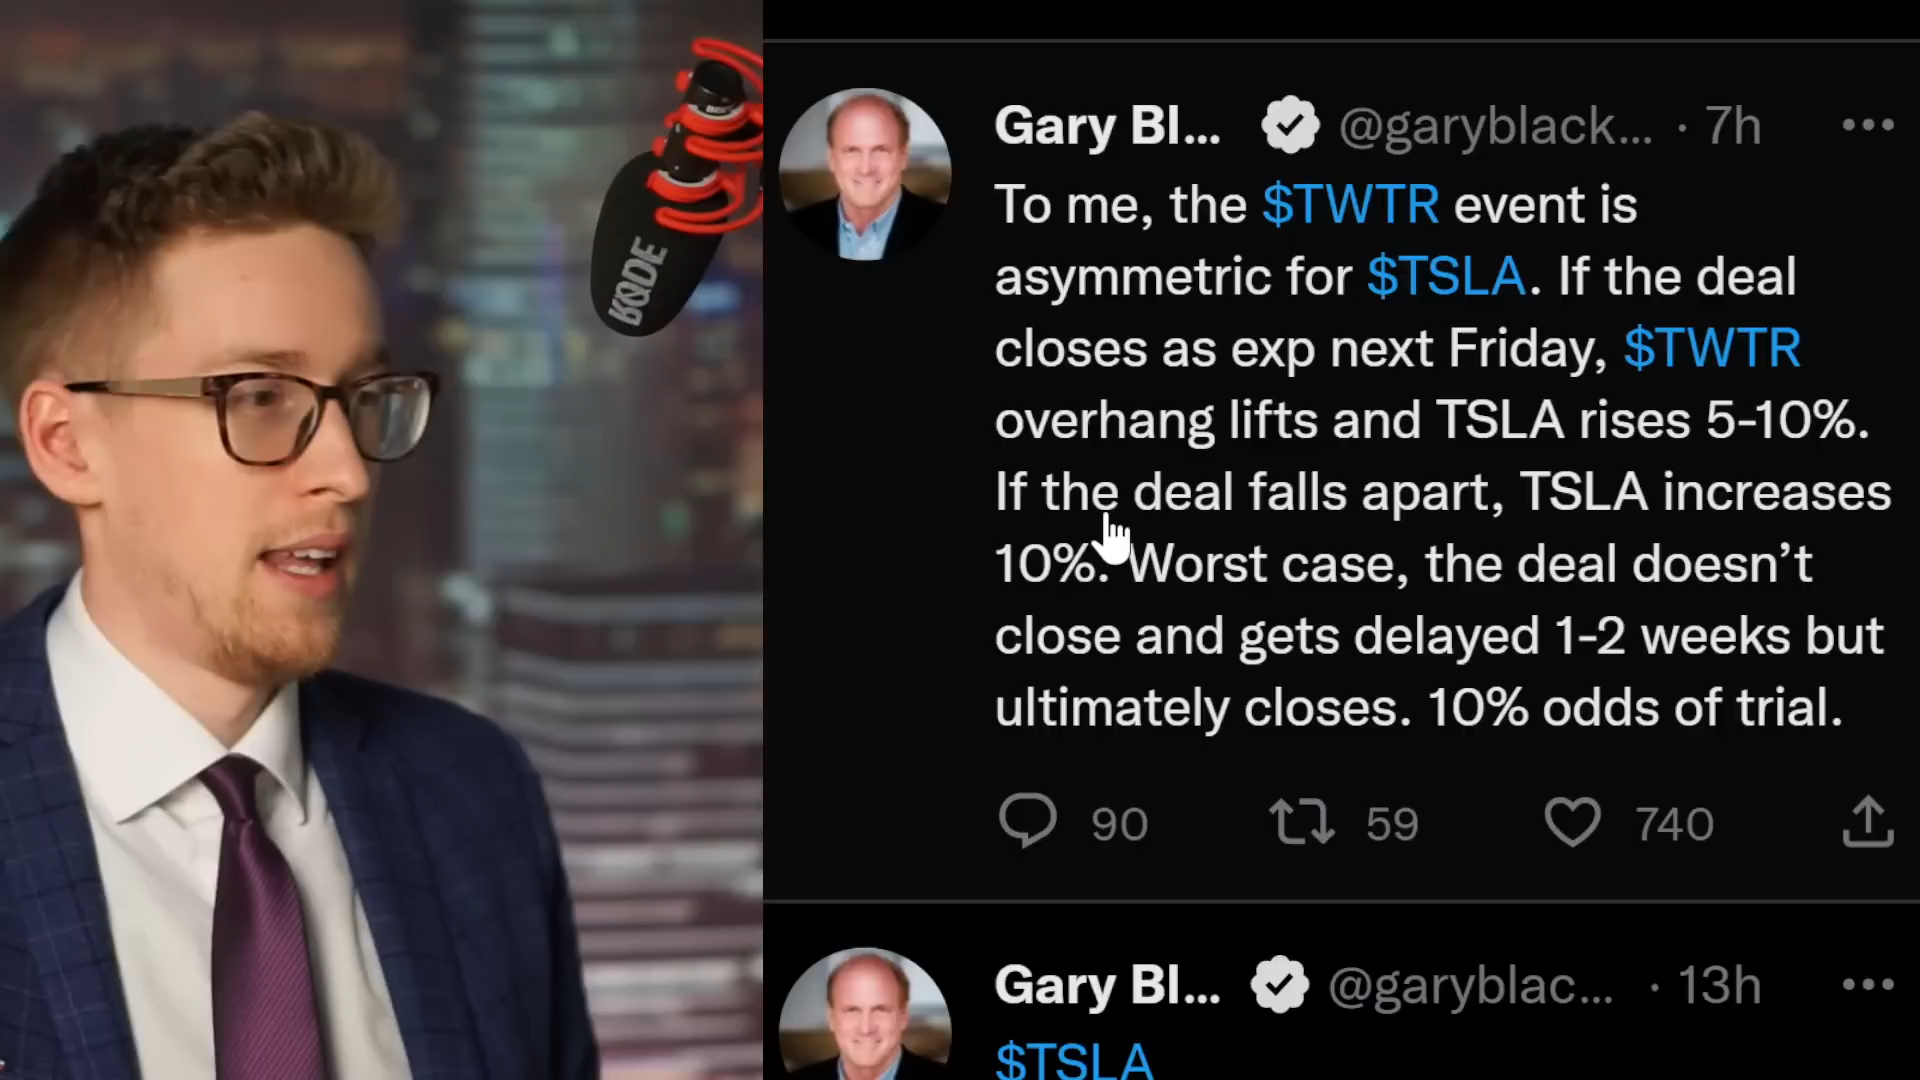 RØDE
Gary Bl... @garyblack... · 7h
To me, the $TWTR event is
asymmetric for $TSLA. If the deal
closes as exp next Friday, $TWTR
overhang lifts and TSLA rises 5-10%.
If the deal falls apart, TSLA increases
10%. Worst case, the deal doesn’t
close and gets delayed 1-2 weeks but
ultimately closes. 10% odds of trial.
90 59 740
Gary Bl... @garyblac... · 13h
$TSLA